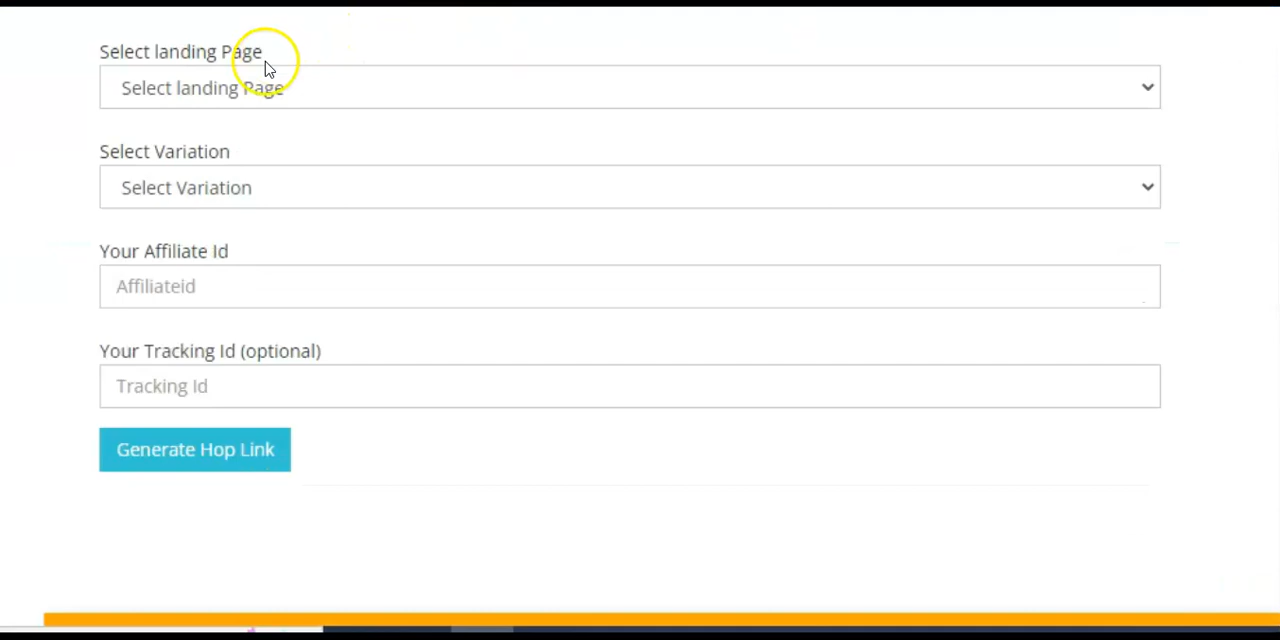 Select landing Page
Select landing Page
Select Variation
Select Variation
Your Affiliate Id
Affiliateid
Your Tracking Id (optional)
Tracking Id
Generate Hop Link